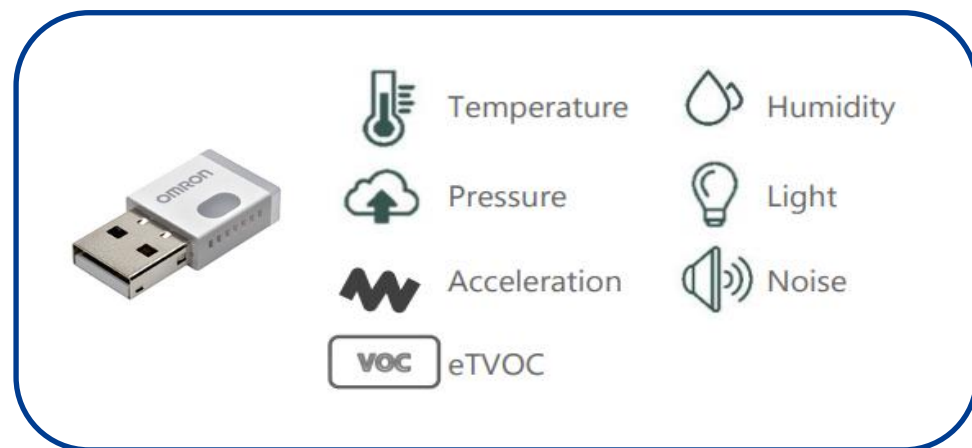 OMRON
Temperature
Humidity
Pressure
Light
Acceleration
Noise
VOC
eTVOC